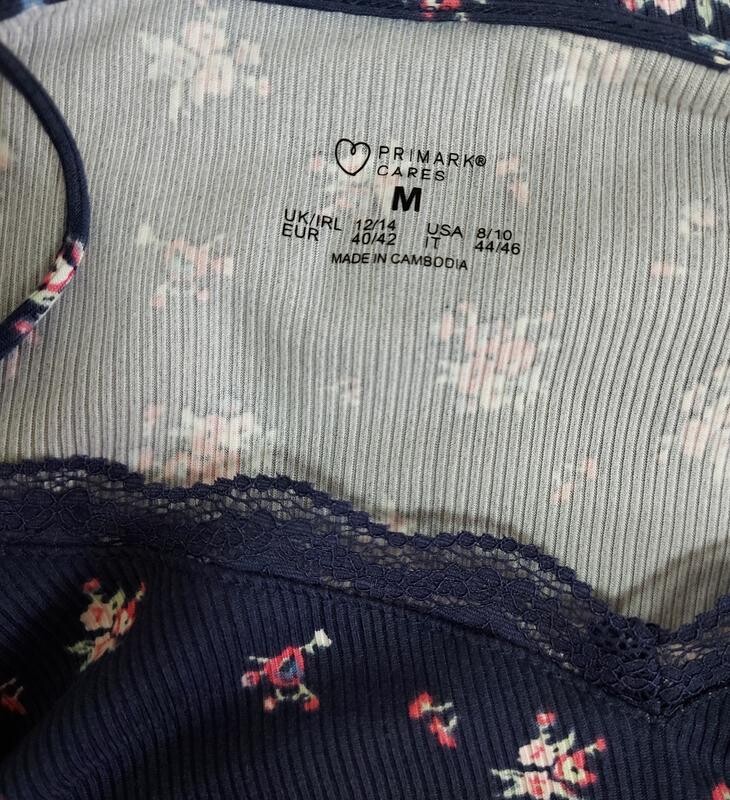 PRIMARK®
CARES
M
UK/IRL 12/14 USA 8/10
EUR 40/42 IT 44/46
MADE IN CAMBODIA